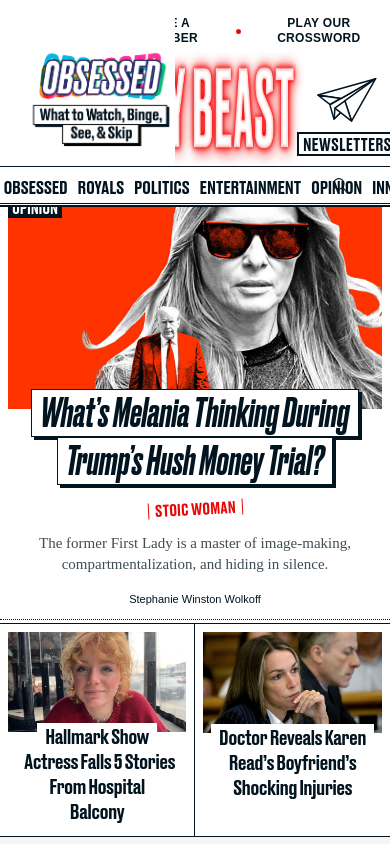 E A
BER
PLAY OUR
CROSSWORD
OBSESSED
What to Watch, Binge,
See, & Skip
Y BEAST
NEWSLETTERS
OBSESSED ROYALS POLITICS ENTERTAINMENT OPINION INN
OPINION
What’s Melania Thinking During
Trump’s Hush Money Trial?
STOIC WOMAN
The former First Lady is a master of image-making,
compartmentalization, and hiding in silence.
Stephanie Winston Wolkoff
Hallmark Show
Actress Falls 5 Stories
From Hospital
Balcony
Doctor Reveals Karen
Read’s Boyfriend’s
Shocking Injuries